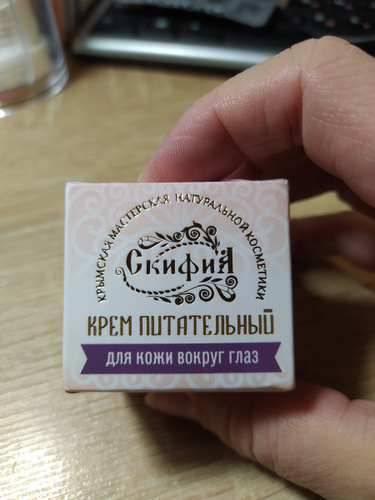 КРЫМСКАЯ МАСТЕРСКАЯ НАТУРАЛЬНОЙ КОСМЕТИКИ
СкифиЯ
КРЕМ ПИТАТЕЛЬНЫЙ
для кожи вокруг глаз